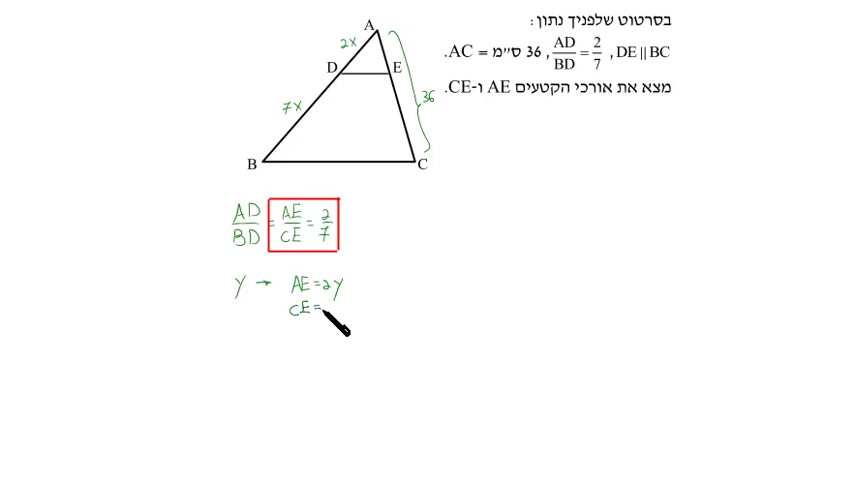 בסרטוט שלפניך נתון:
DE || BC, AD/BD = 2/7, 36 ס"מ = AC.
מצא את אורכי הקטעים AE ו-CE.
A
2x
D
E
7x
36
B
C
AD/BD = AE/CE = 2/7
y → AE = 2y
CE =